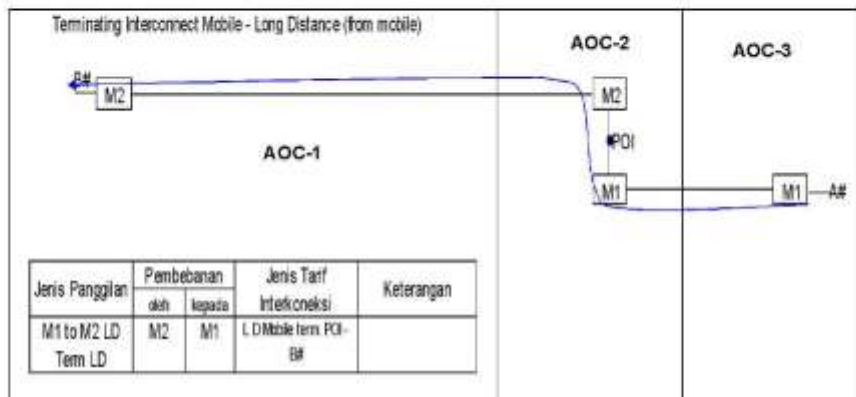 Terminating Interconnect Mobile - Long Distance (from mobile)
AOC-2
AOC-3
B#
M2
M2
AOC-1
POI
M1
M1
A#
Jenis Panggilan
Pembebanan
Jenis Tarif Interkoneksi
Keterangan
oleh
kepada
M1 to M2 LD
Term LD
M2
M1
L D Mobile term. POI -
B#